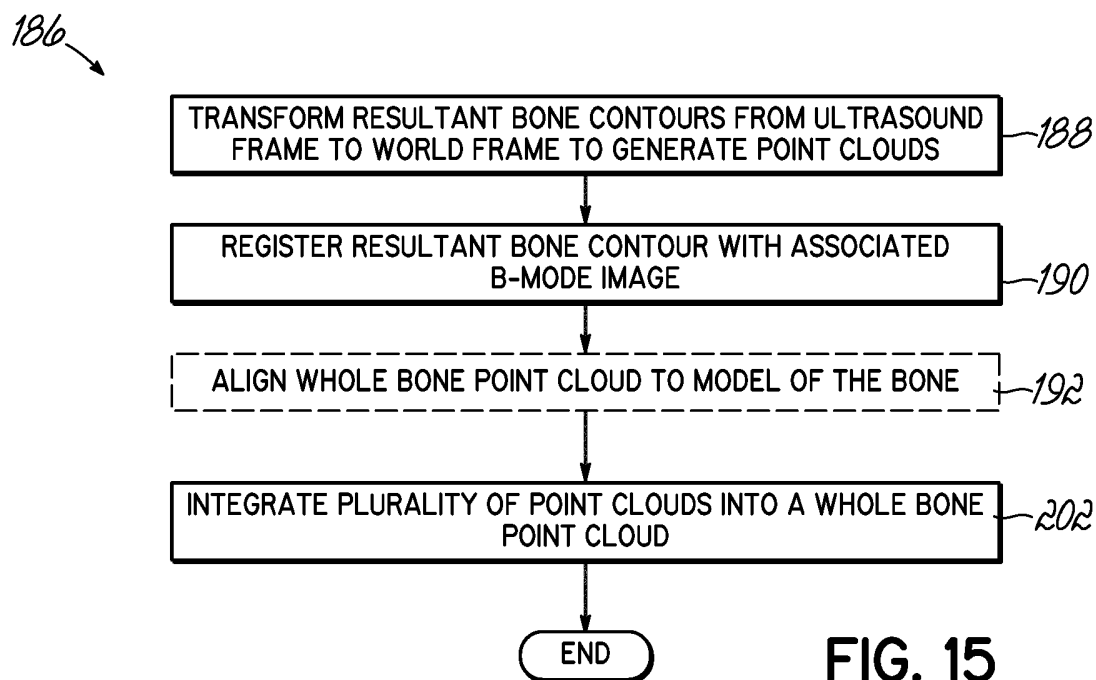 186
TRANSFORM RESULTANT BONE CONTOURS FROM ULTRASOUND
FRAME TO WORLD FRAME TO GENERATE POINT CLOUDS
188
REGISTER RESULTANT BONE CONTOUR WITH ASSOCIATED
B-MODE IMAGE
190
ALIGN WHOLE BONE POINT CLOUD TO MODEL OF THE BONE
192
INTEGRATE PLURALITY OF POINT CLOUDS INTO A WHOLE BONE
POINT CLOUD
202
END
FIG. 15